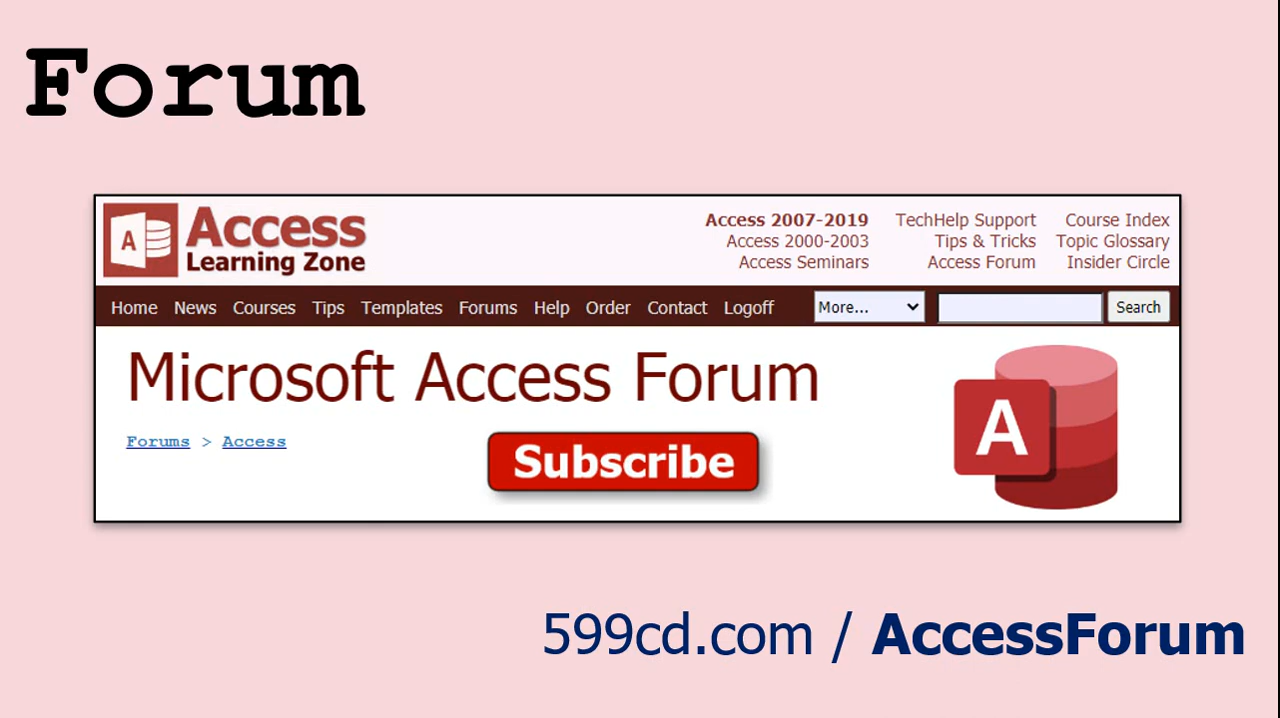 Forum
A Access
Learning Zone
Access 2007-2019 TechHelp Support Course Index
Access 2000-2003 Tips & Tricks Topic Glossary
Access Seminars Access Forum Insider Circle
Home News Courses Tips Templates Forums Help Order Contact Logoff More... Search
Microsoft Access Forum
A
Forums > Access
Subscribe
599cd.com / AccessForum